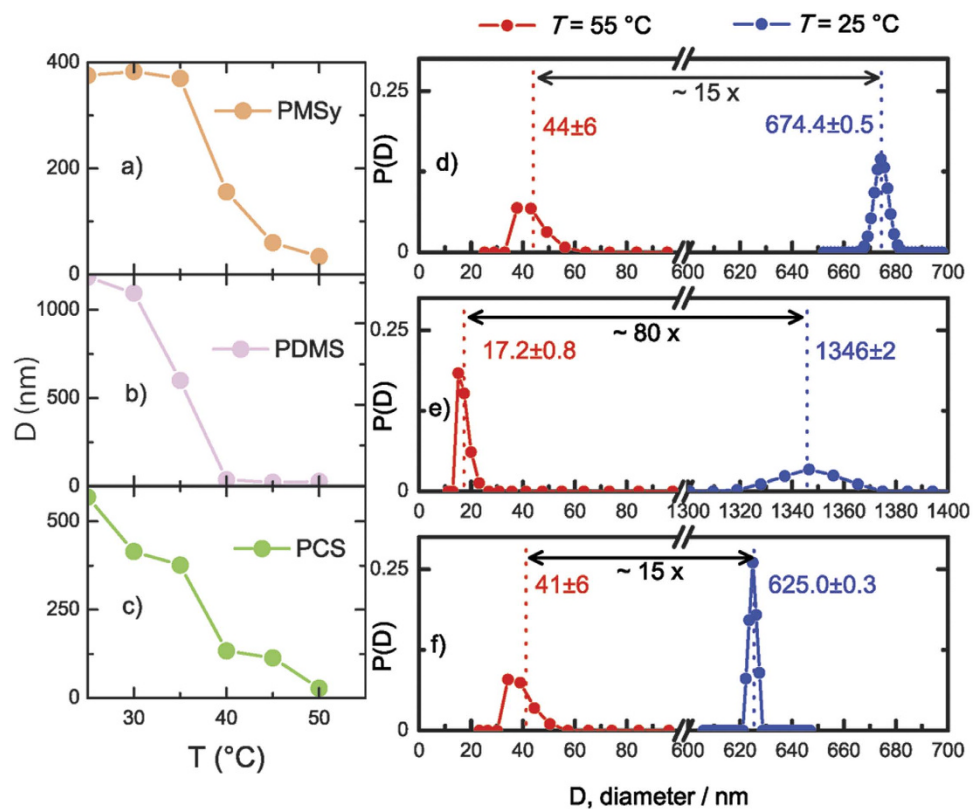 T = 55 °C
T = 25 °C
400
200
0
PMSy
a)
1000
500
0
PDMS
b)
D (nm)
500
250
0
PCS
c)
30
40
50
T (°C)
0.25
0
P(D)
~ 15 x
44±6
674.4±0.5
d)
0
20
40
60
80
600
620
640
660
680
700
0.25
0
P(D)
~ 80 x
17.2±0.8
1346±2
e)
0
20
40
60
80
1300
1320
1340
1360
1380
1400
0.25
0
P(D)
~ 15 x
41±6
625.0±0.3
f)
0
20
40
60
80
600
620
640
660
680
700
D, diameter / nm